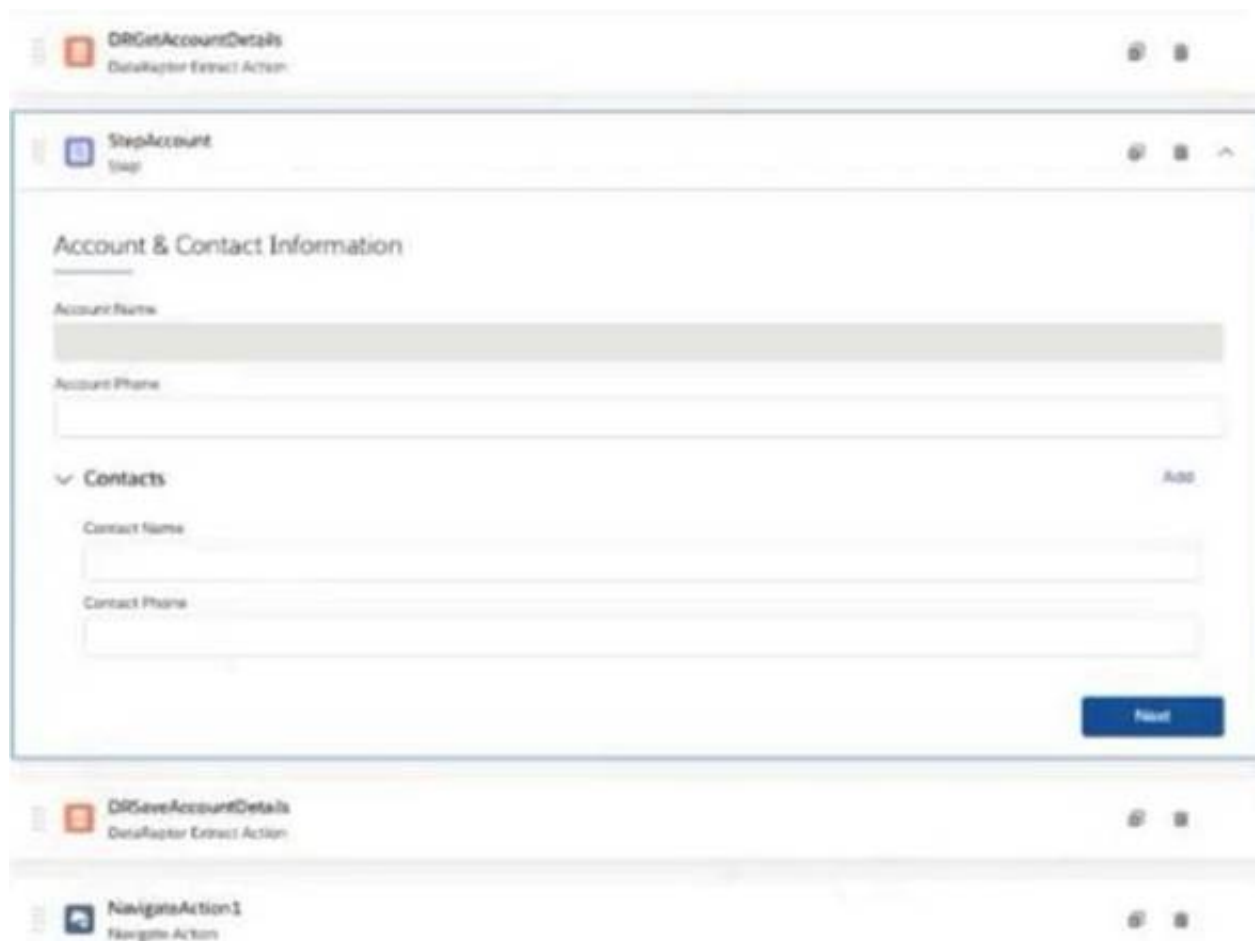 DRGetAccountDetails
DataRaptor Extract Action
StepAccount
Step
Account & Contact Information
Account Name
Account Phone
Contacts
Add
Contact Name
Contact Phone
Next
DRSaveAccountDetails
DataRaptor Extract Action
NavigateAction1
Navigate Action